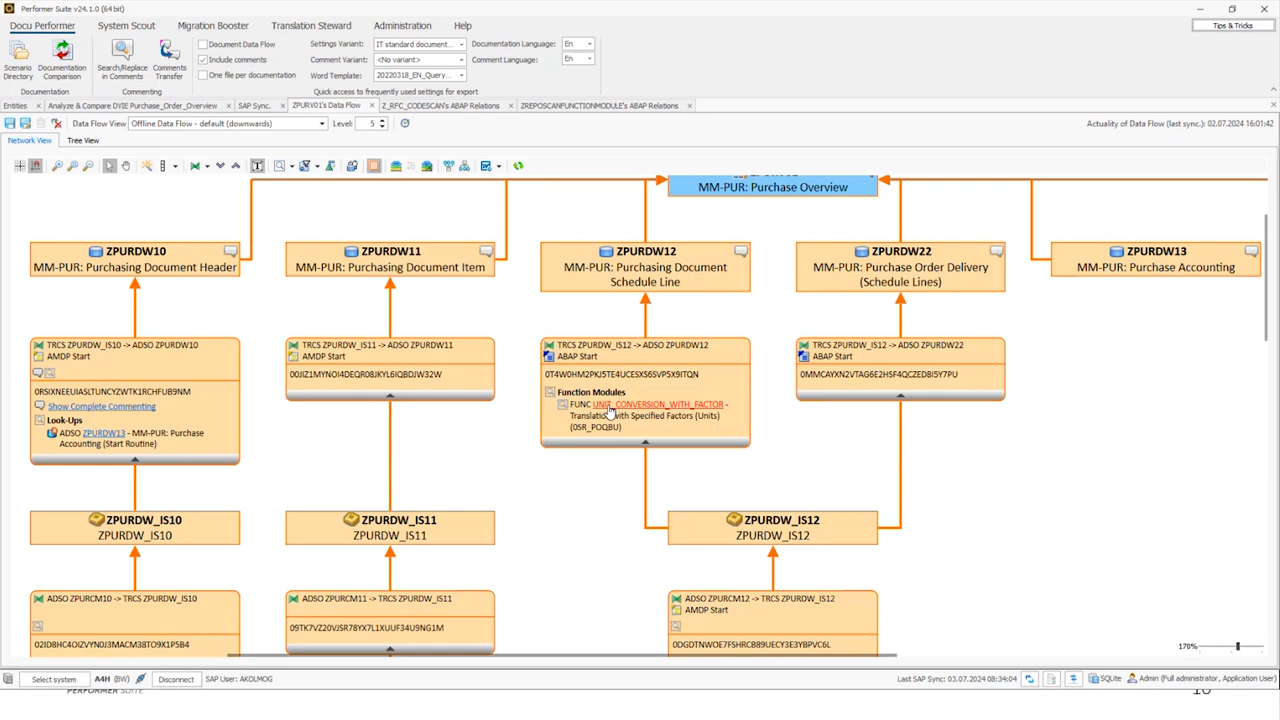 Performer Suite v24.1.0 (64 bit)
Docu Performer
System Scout
Migration Booster
Translation Steward
Administration
Help
Tips & Tricks
Scenario Directory
Documentation Comparison
Search/Replace in Comments
Comments Transfer
Document Data Flow
Include comments
One file per documentation
Settings Variant:
IT standard document...
Comment Variant:
<No variant>
Word Template:
20220318_EN_Query...
Documentation Language:
En
Comment Language:
En
Documentation
Commenting
Quick access to frequently used settings for export
Entities
Analyze & Compare DVIE Purchase_Order_Overview
SAP Sync.
ZPURV01's Data Flow
Z_RFC_CODESCAN's ABAP Relations
ZREPOSCANFUNCTIONMODULE's ABAP Relations
Data Flow View
Offline Data Flow - default (downwards)
Level:
5
Actuality of Data Flow (last sync.): 02.07.2024 16:01:42
Network View
Tree View
MM-PUR: Purchase Overview
ZPURDW10
MM-PUR: Purchasing Document Header
ZPURDW11
MM-PUR: Purchasing Document Item
ZPURDW12
MM-PUR: Purchasing Document
Schedule Line
ZPURDW22
MM-PUR: Purchase Order Delivery
(Schedule Lines)
ZPURDW13
MM-PUR: Purchase Accounting
TRCS ZPURDW_IS10 -> ADSO ZPURDW10
AMDP Start
0RSIXNEEUIASLTUNCYZWTK1RCHFUB9NM
Show Complete Commenting
Look-Ups
ADSO ZPURDW13 - MM-PUR: Purchase
Accounting (Start Routine)
TRCS ZPURDW_IS11 -> ADSO ZPURDW11
AMDP Start
00JIZ1MYNOI4DEQR08JKYL6IQBDJW32W
TRCS ZPURDW_IS12 -> ADSO ZPURDW12
ABAP Start
0T4W0HM2PKJ5TE4UCESXS6SVP5X9ITQN
Function Modules
FUNC UNIT_CONVERSION_WITH_FACTOR -
Translation with Specified Factors (Units)
(0SR_POQBU)
TRCS ZPURDW_IS12 -> ADSO ZPURDW22
ABAP Start
0MMCAYXN2VTAG6E2HSF4QCZED8I5Y7PU
ZPURDW_IS10
ZPURDW_IS10
ZPURDW_IS11
ZPURDW_IS11
ZPURDW_IS12
ZPURDW_IS12
ADSO ZPURCM10 -> TRCS ZPURDW_IS10
02ID8HC4OIZVYN0J3MACM38TO9X1P5B4
ADSO ZPURCM11 -> TRCS ZPURDW_IS11
09TK7VZ20VJSR78YX7L1XUUF34U9NG1M
ADSO ZPURCM12 -> TRCS ZPURDW_IS12
AMDP Start
0DGDTNWOE7FSHRCB89UECY3E3YBPVC6L
170%
Select system
A4H (BW)
Disconnect
SAP User: AKOLMOG
Last SAP Sync: 03.07.2024 08:34:04
SQLite
Admin (Full administrator, Application User)
PERFORMER SUITE